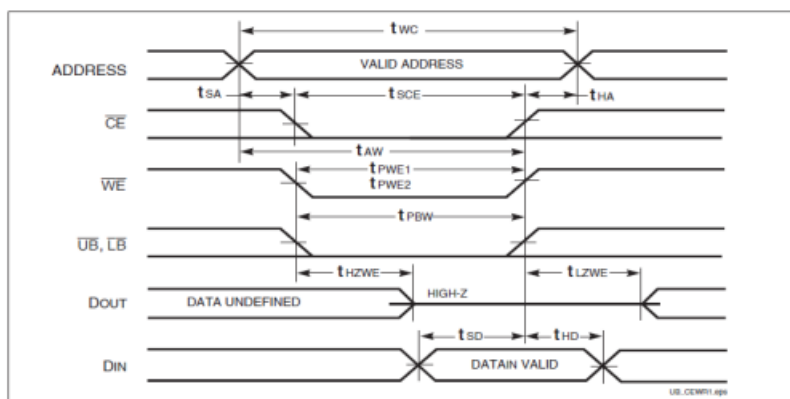 tWC
ADDRESS
VALID ADDRESS
tSA
tSCE
tHA
CE
tAW
WE
tPWE1
tPWE2
tPBW
UB, LB
tHZWE
tLZWE
DOUT
DATA UNDEFINED
HIGH-Z
tSD
tHD
DIN
DATAIN VALID
UB_CEWR1.eps